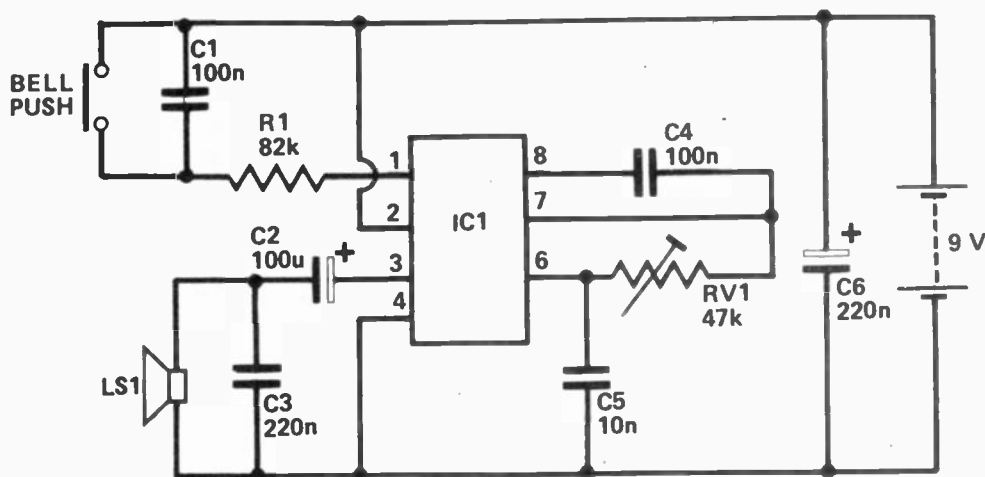 BELL
PUSH
C1
100n
R1
82k
1
2
3
4
IC1
8
7
6
C4
100n
C2
100u
+
LS1
C3
220n
RV1
47k
C5
10n
+
C6
220n
9 V